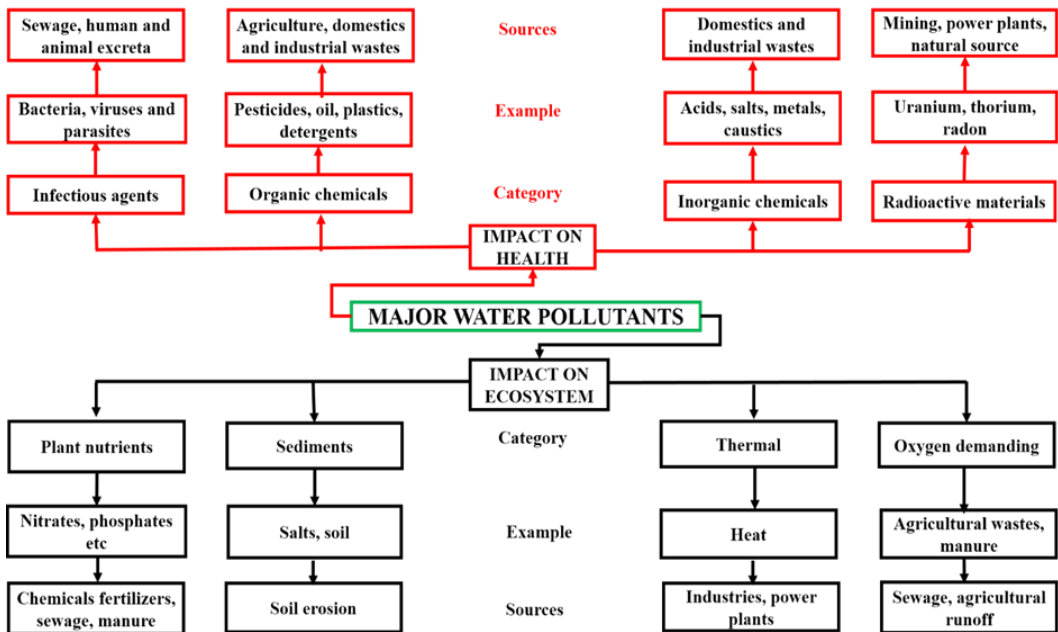 Sewage, human and
animal excreta
Agriculture, domestics
and industrial wastes
Sources
Domestics and
industrial wastes
Mining, power plants,
natural source
Bacteria, viruses and
parasites
Pesticides, oil, plastics,
detergents
Example
Acids, salts, metals,
caustics
Uranium, thorium,
radon
Infectious agents
Organic chemicals
Category
Inorganic chemicals
Radioactive materials
IMPACT ON
HEALTH
MAJOR WATER POLLUTANTS
IMPACT ON
ECOSYSTEM
Plant nutrients
Sediments
Category
Thermal
Oxygen demanding
Nitrates, phosphates
etc
Salts, soil
Example
Heat
Agricultural wastes,
manure
Chemicals fertilizers,
sewage, manure
Soil erosion
Sources
Industries, power
plants
Sewage, agricultural
runoff